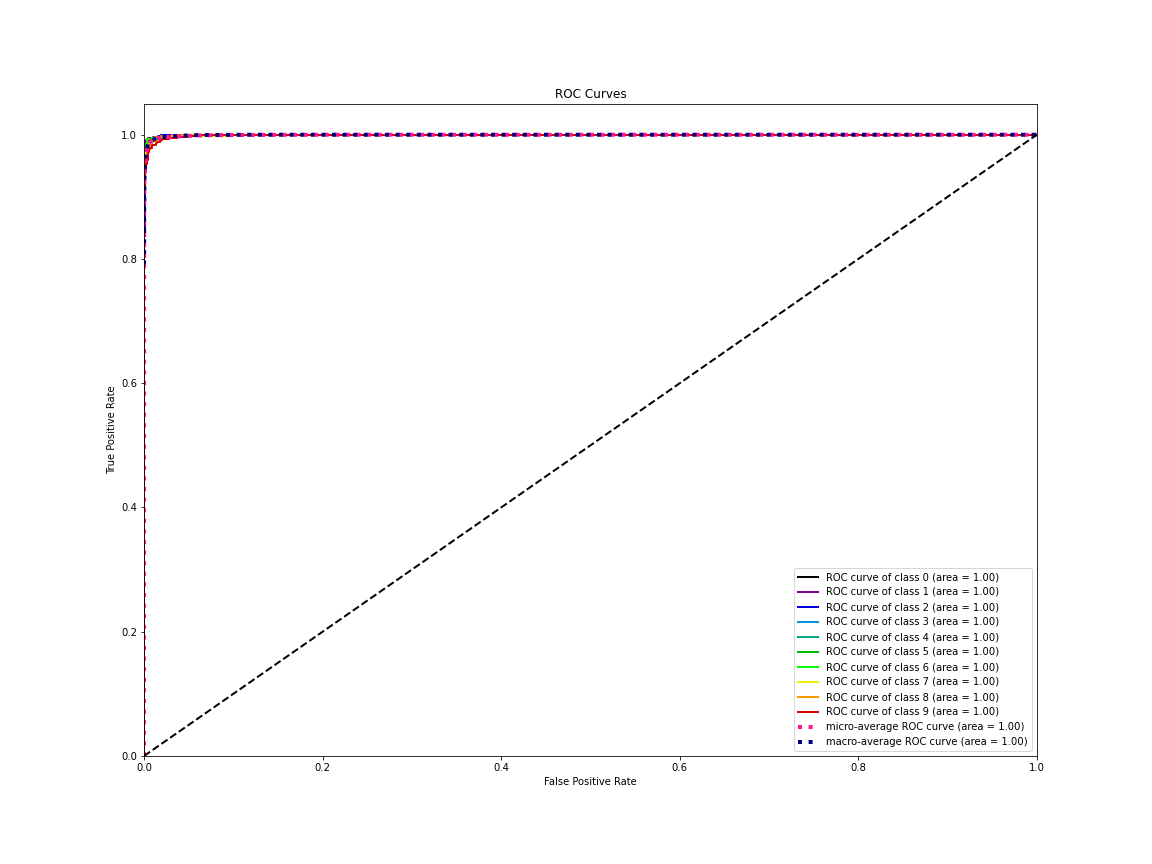 ROC Curves
True Positive Rate
1.0
0.8
0.6
0.4
0.2
0.0
0.0 0.2 0.4 0.6 0.8 1.0
False Positive Rate
ROC curve of class 0 (area = 1.00)
ROC curve of class 1 (area = 1.00)
ROC curve of class 2 (area = 1.00)
ROC curve of class 3 (area = 1.00)
ROC curve of class 4 (area = 1.00)
ROC curve of class 5 (area = 1.00)
ROC curve of class 6 (area = 1.00)
ROC curve of class 7 (area = 1.00)
ROC curve of class 8 (area = 1.00)
ROC curve of class 9 (area = 1.00)
micro-average ROC curve (area = 1.00)
macro-average ROC curve (area = 1.00)